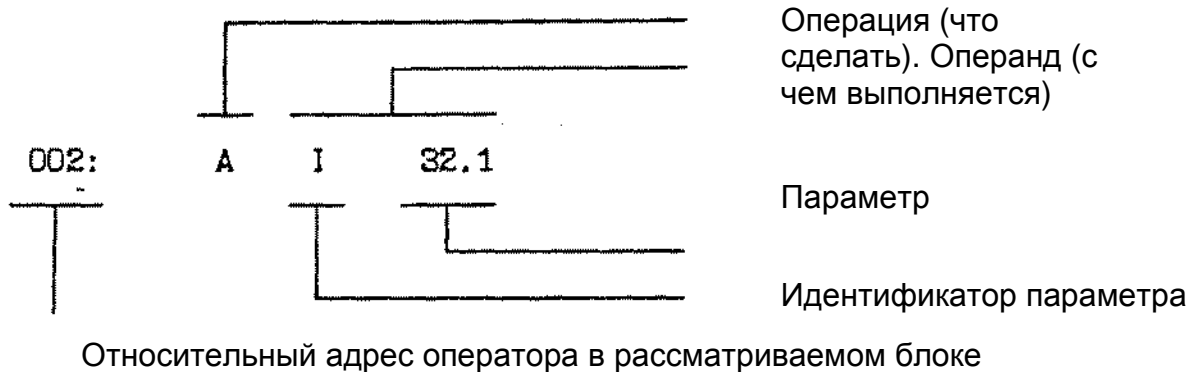 Операция (что
сделать). Операнд (с
чем выполняется)
002: A I 32.1
Параметр
Идентификатор параметра
Относительный адрес оператора в рассматриваемом блоке